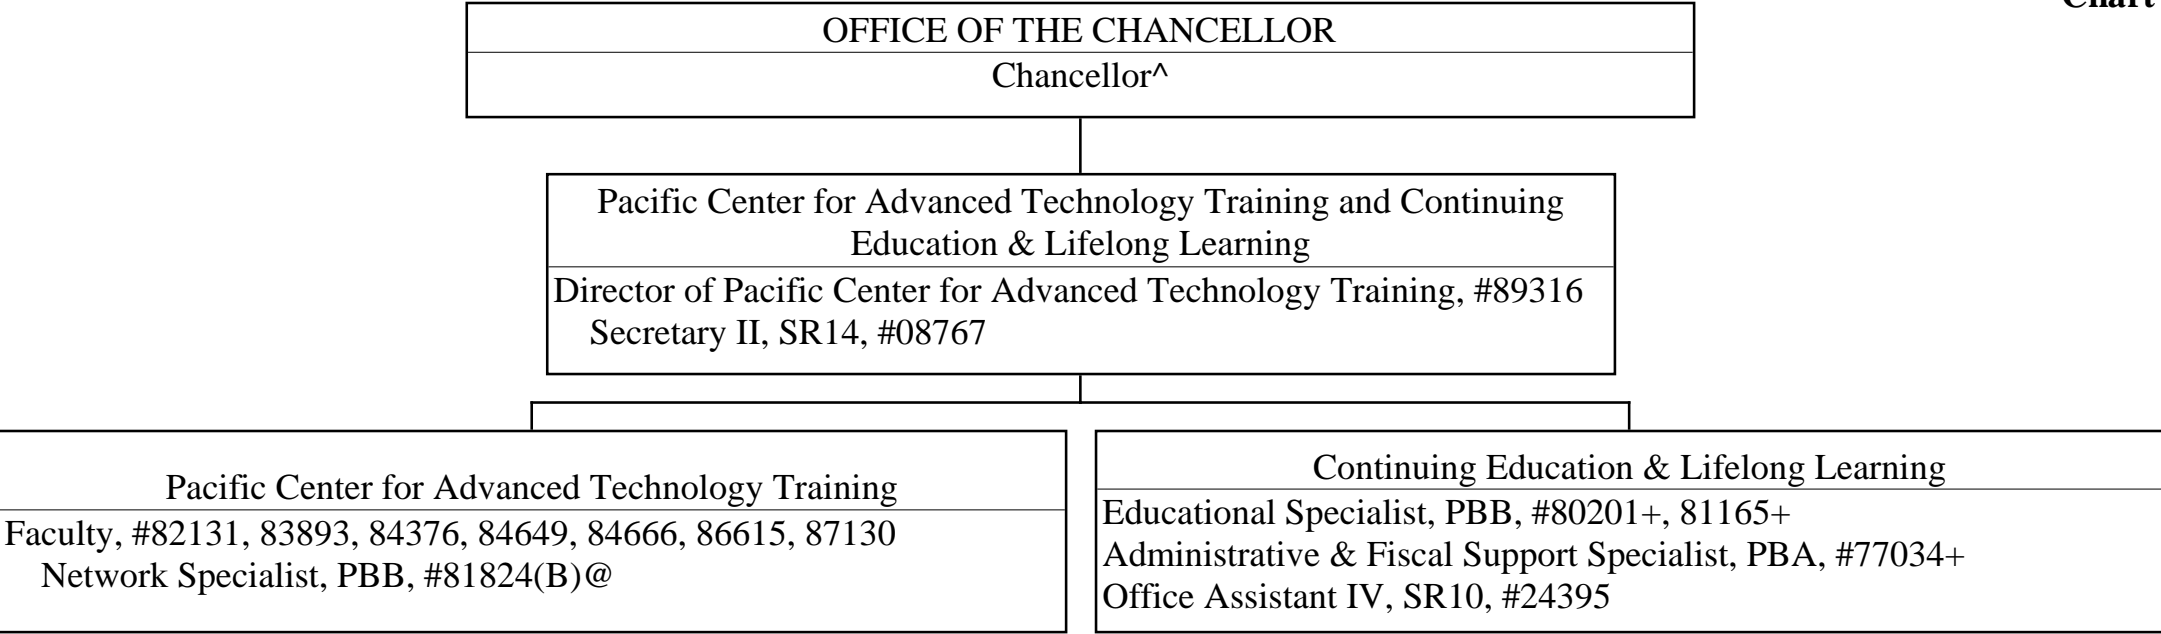 Chart
OFFICE OF THE CHANCELLOR
Chancellor^
Pacific Center for Advanced Technology Training and Continuing
Education & Lifelong Learning
Director of Pacific Center for Advanced Technology Training, #89316
Secretary II, SR14, #08767
Pacific Center for Advanced Technology Training
Faculty, #82131, 83893, 84376, 84649, 84666, 86615, 87130
Network Specialist, PBB, #81824(B)@
Continuing Education & Lifelong Learning
Educational Specialist, PBB, #80201+, 81165+
Administrative & Fiscal Support Specialist, PBA, #77034+
Office Assistant IV, SR10, #24395